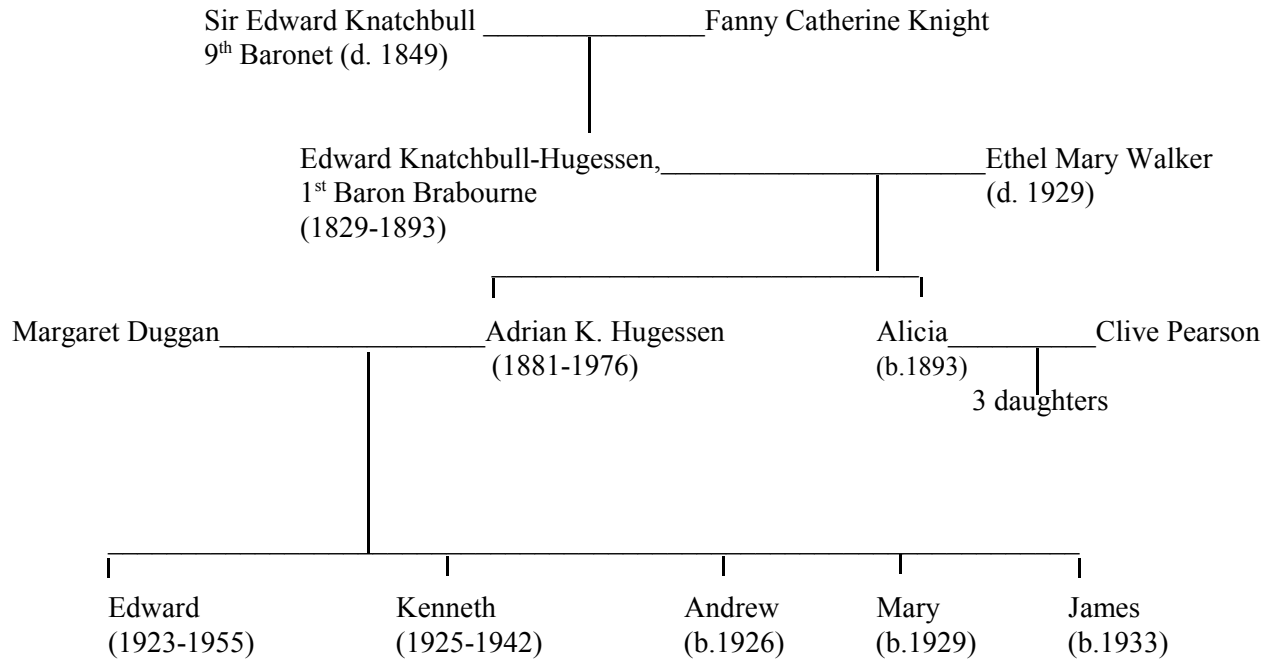 Sir Edward Knatchbull Fanny Catherine Knight
9th Baronet (d. 1849)
Edward Knatchbull-Hugessen, Ethel Mary Walker
1st Baron Brabourne (d. 1929)
(1829-1893)
Margaret Duggan Adrian K. Hugessen Alicia Clive Pearson
(1881-1976) (b.1893)
3 daughters
Edward Kenneth Andrew Mary James
(1923-1955) (1925-1942) (b.1926) (b.1929) (b.1933)